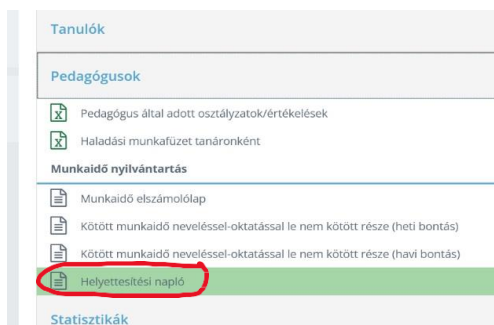 Tanulók
Pedagógusok
Pedagógus által adott osztályzatok/értékelések
Haladási munkafüzet tanáronként
Munkaidő nyilvántartás
Munkaidő elszámolólap
Kötött munkaidő neveléssel-oktatással le nem kötött része (heti bontás)
Kötött munkaidő neveléssel-oktatással le nem kötött része (havi bontás)
Helyettesítési napló
Statisztikák